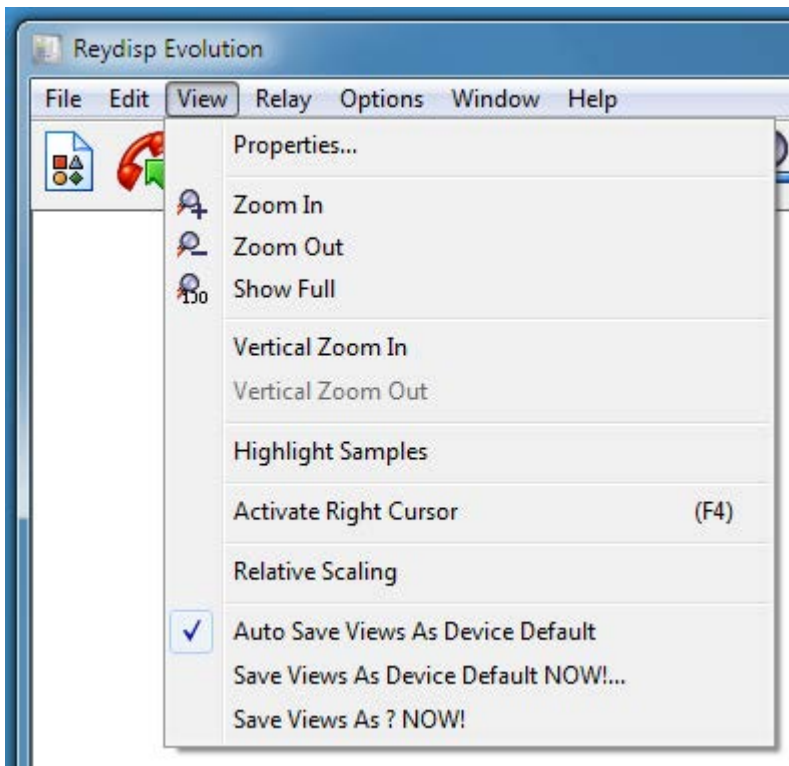 Reydisp Evolution
File Edit View Relay Options Window Help
Properties...
Zoom In
Zoom Out
Show Full
Vertical Zoom In
Vertical Zoom Out
Highlight Samples
Activate Right Cursor (F4)
Relative Scaling
Auto Save Views As Device Default
Save Views As Device Default NOW!...
Save Views As ? NOW!